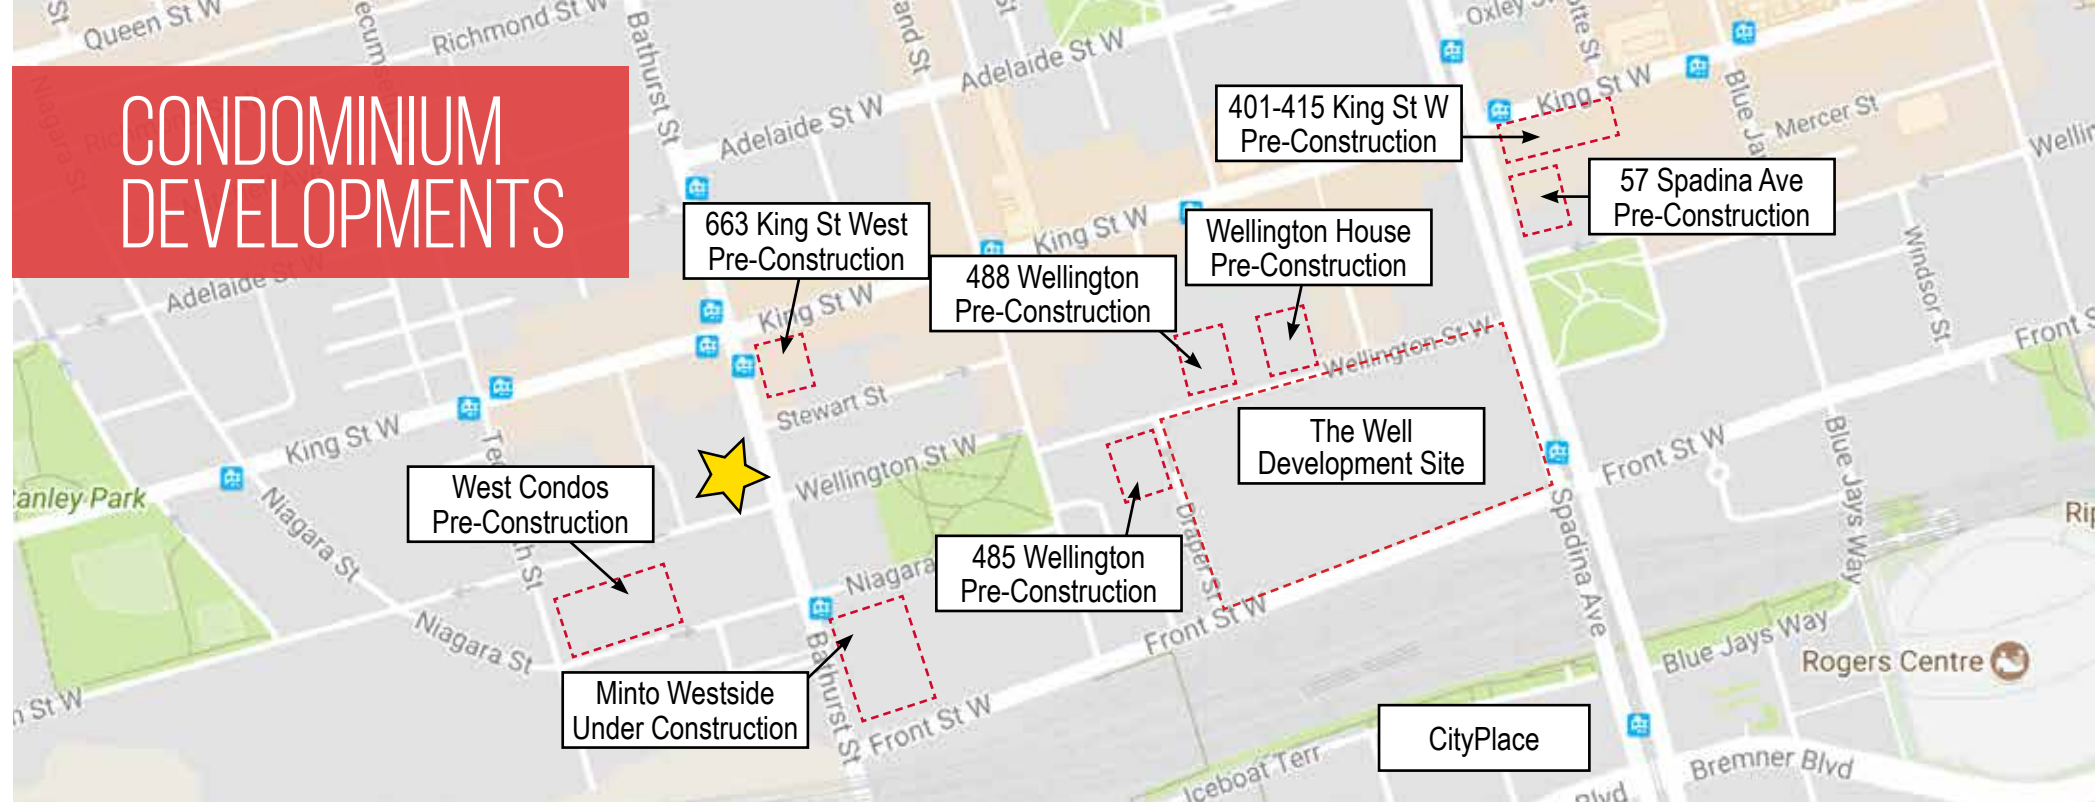 CONDOMINIUM
DEVELOPMENTS
Queen St W
Richmond St W
Bathurst St
Adelaide St W
Adelaide St W
Adelaide St W
King St W
Mercer St
401-415 King St W
Pre-Construction
57 Spadina Ave
Pre-Construction
663 King St West
Pre-Construction
King St W
Wellington House
Pre-Construction
488 Wellington
Pre-Construction
King St W
Windsor St
Front S
Wellington St W
Stewart St
King St W
The Well
Development Site
Wellington St W
Front St W
Blue Jays Way
West Condos
Pre-Construction
anley Park
Niagara St
Draper St
Spadina Ave
485 Wellington
Pre-Construction
Niagara
Niagara St
Front St W
Blue Jays Way
Rogers Centre
Minto Westside
Under Construction
Bathurst St
Front St W
St W
CityPlace
Iceboat Terr
Bremner Blvd
Blvd